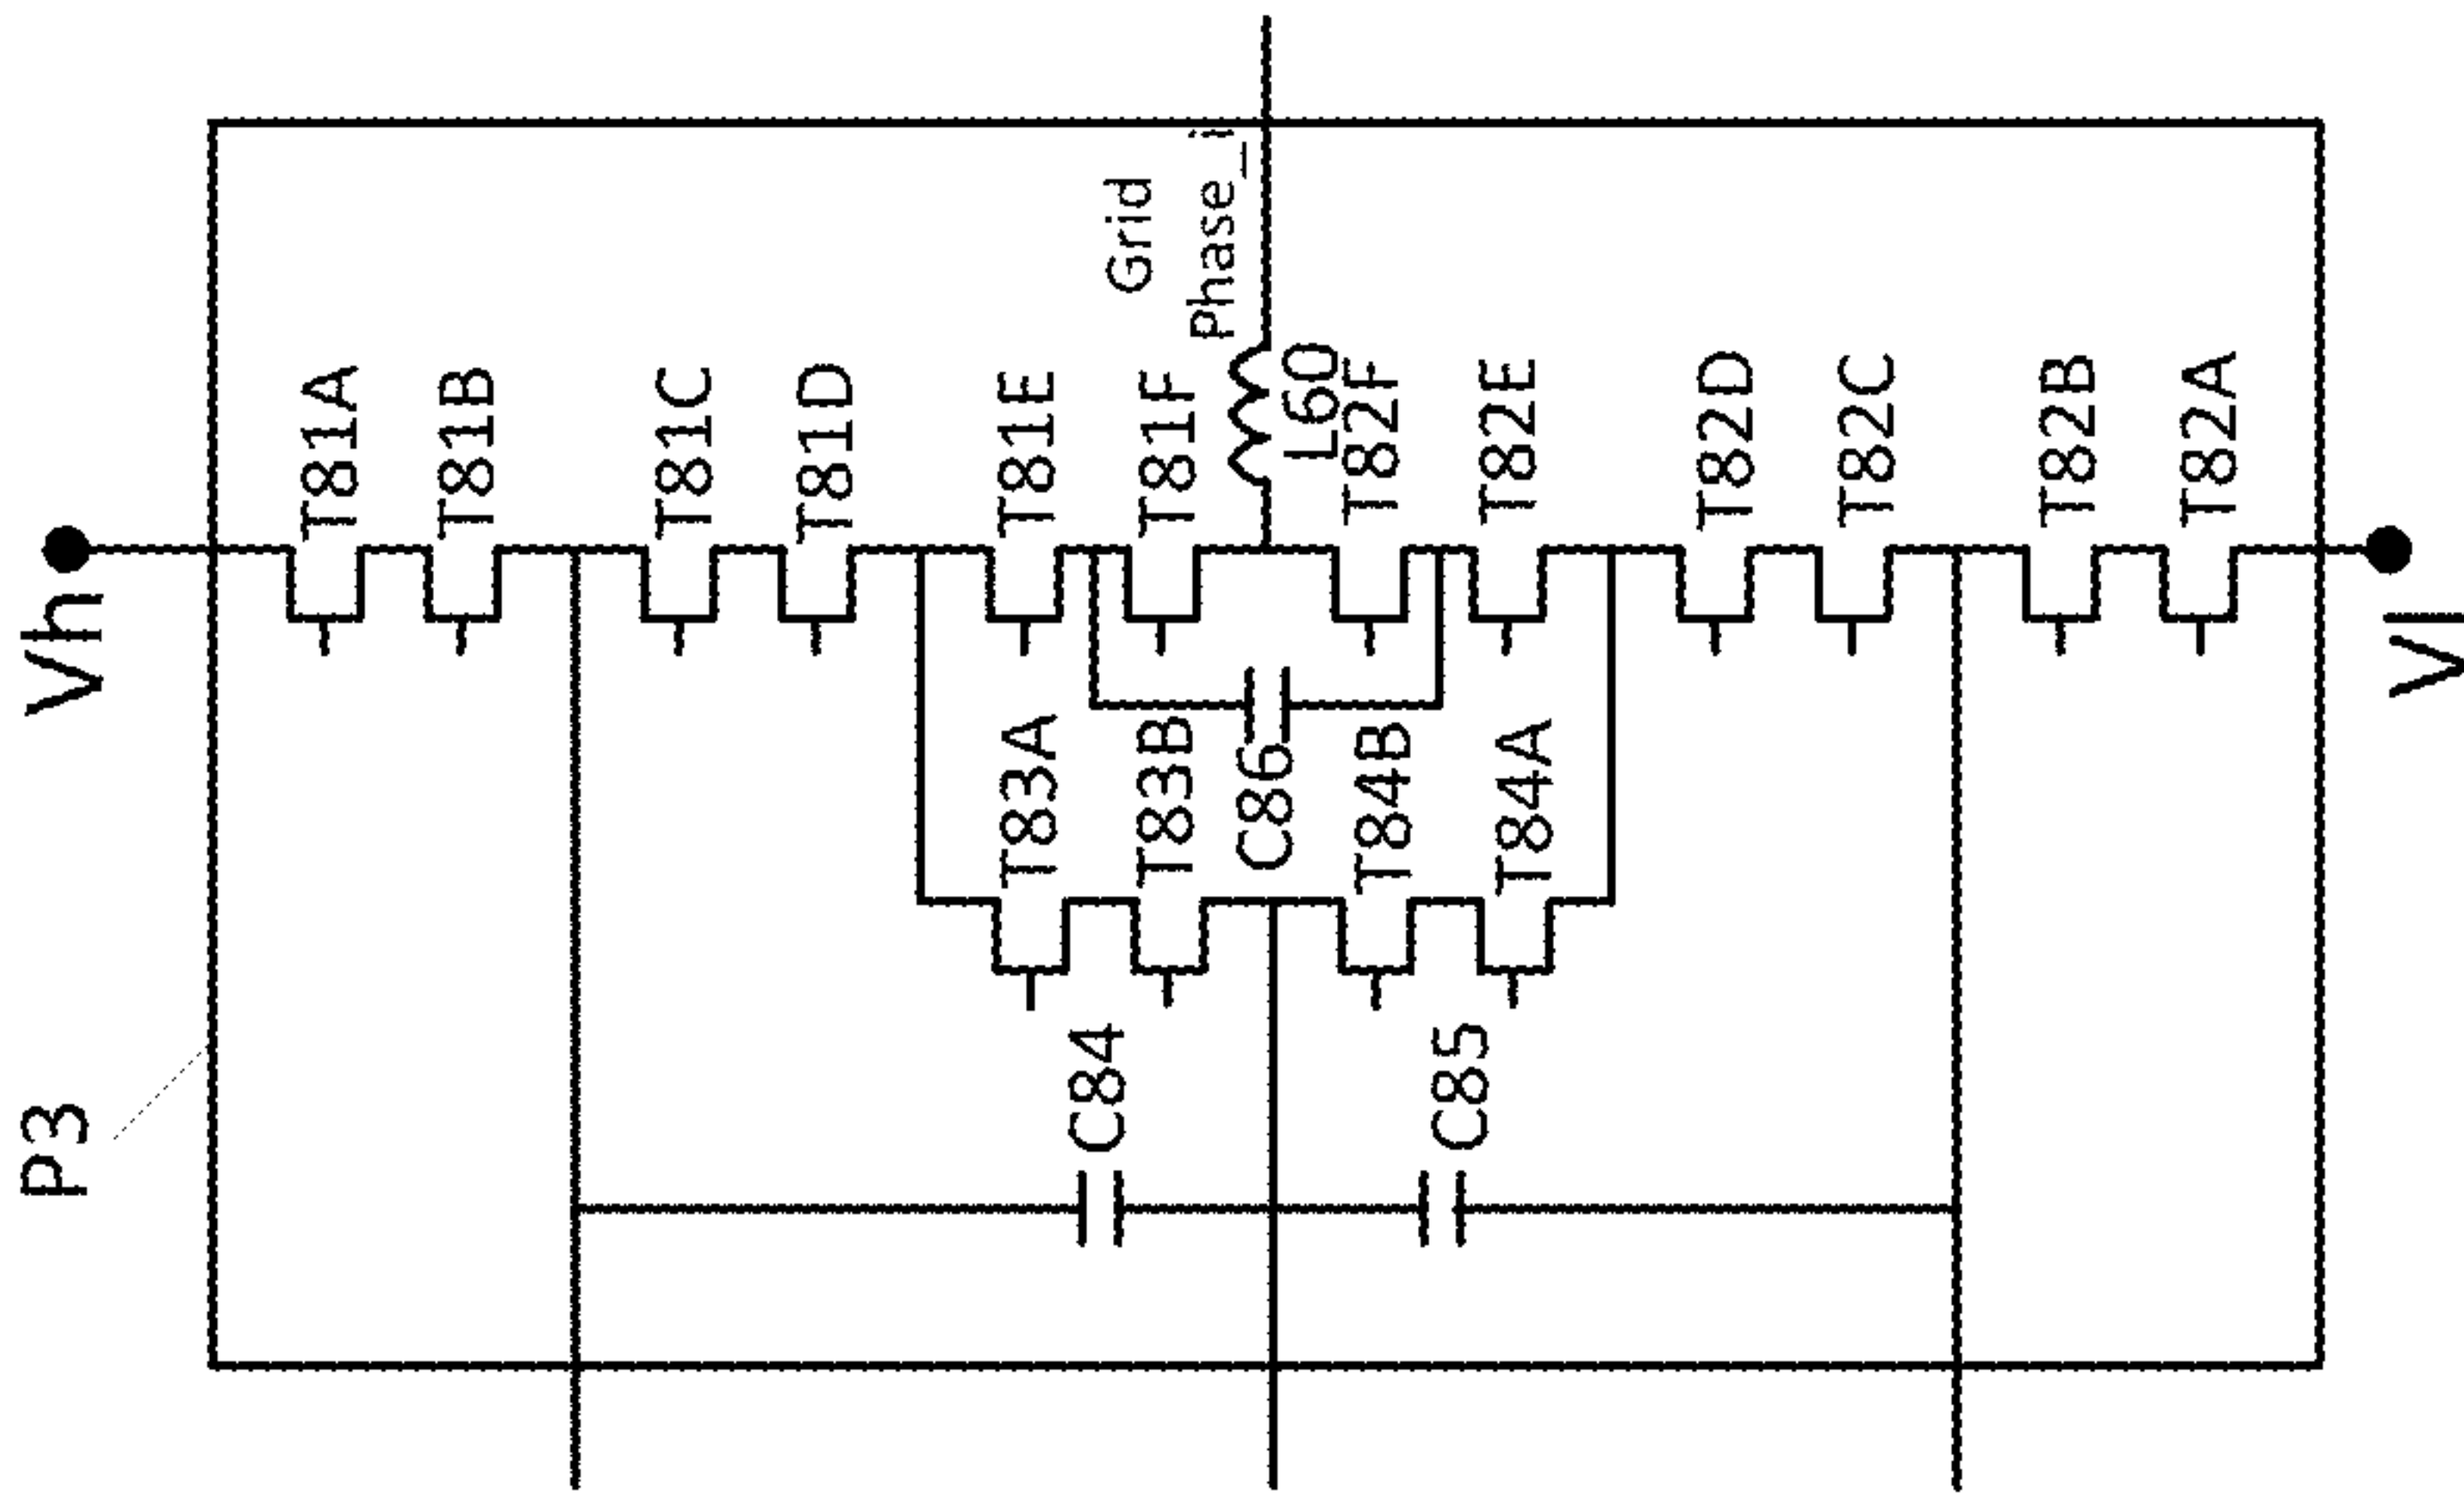 P3
Vh
T81A
T81B
T81C
T81D
T81E
T81F
Grid
Phase_i
L60
T82F
T82E
T82D
T82C
T82B
T82A
T83A
T83B
C86
T84B
T84A
C84
C85
Vl